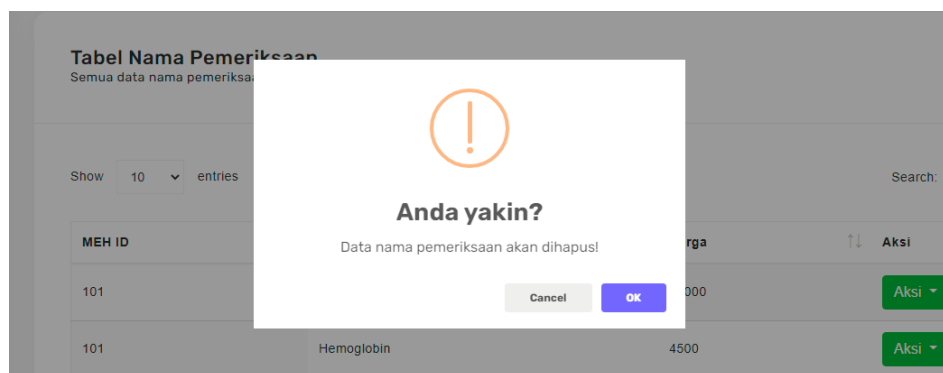 Tabel Nama Pemeriksaan
Semua data nama pemeriksa
Show 10 entries
Search:
Anda yakin?
Data nama pemeriksaan akan dihapus!
Cancel OK
MEH ID rga Aksi
101 000 Aksi
101 Hemoglobin 4500 Aksi